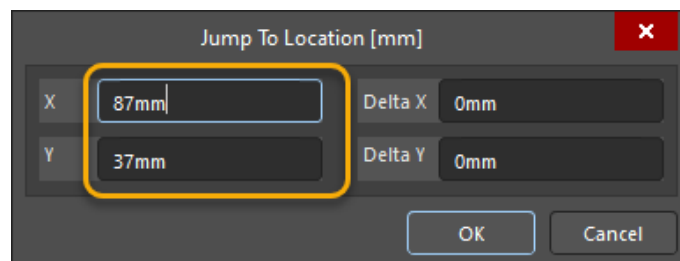 Jump To Location [mm]
X 87mm Delta X 0mm
Y 37mm Delta Y 0mm
OK Cancel